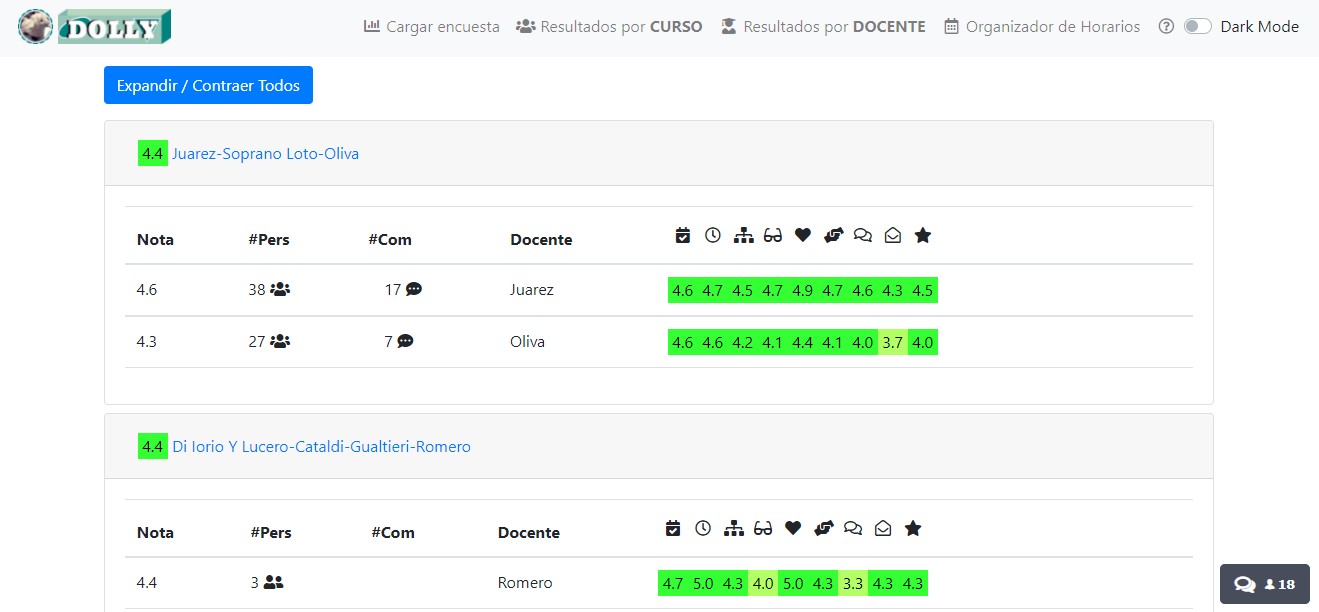 DOLLY Cargar encuesta Resultados por CURSO Resultados por DOCENTE Organizador de Horarios Dark Mode
Expandir / Contraer Todos
4.4 Juarez-Soprano Loto-Oliva
Nota #Pers #Com Docente
4.6 38 17 Juarez 4.6 4.7 4.5 4.7 4.9 4.7 4.6 4.3 4.5
4.3 27 7 Oliva 4.6 4.6 4.2 4.1 4.4 4.1 4.0 3.7 4.0
4.4 Di Iorio Y Lucero-Cataldi-Gualtieri-Romero
Nota #Pers #Com Docente
4.4 3 Romero 4.7 5.0 4.3 4.0 5.0 4.3 3.3 4.3 4.3
18